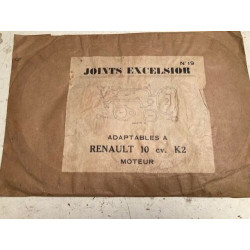 N°19
JOINTS EXCELSIOR
ADAPTABLES A
RENAULT 10 cv. K2
MOTEUR